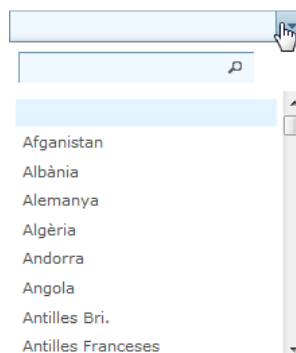 Afganistan
Albània
Alemanya
Algèria
Andorra
Angola
Antilles Bri.
Antilles Franceses